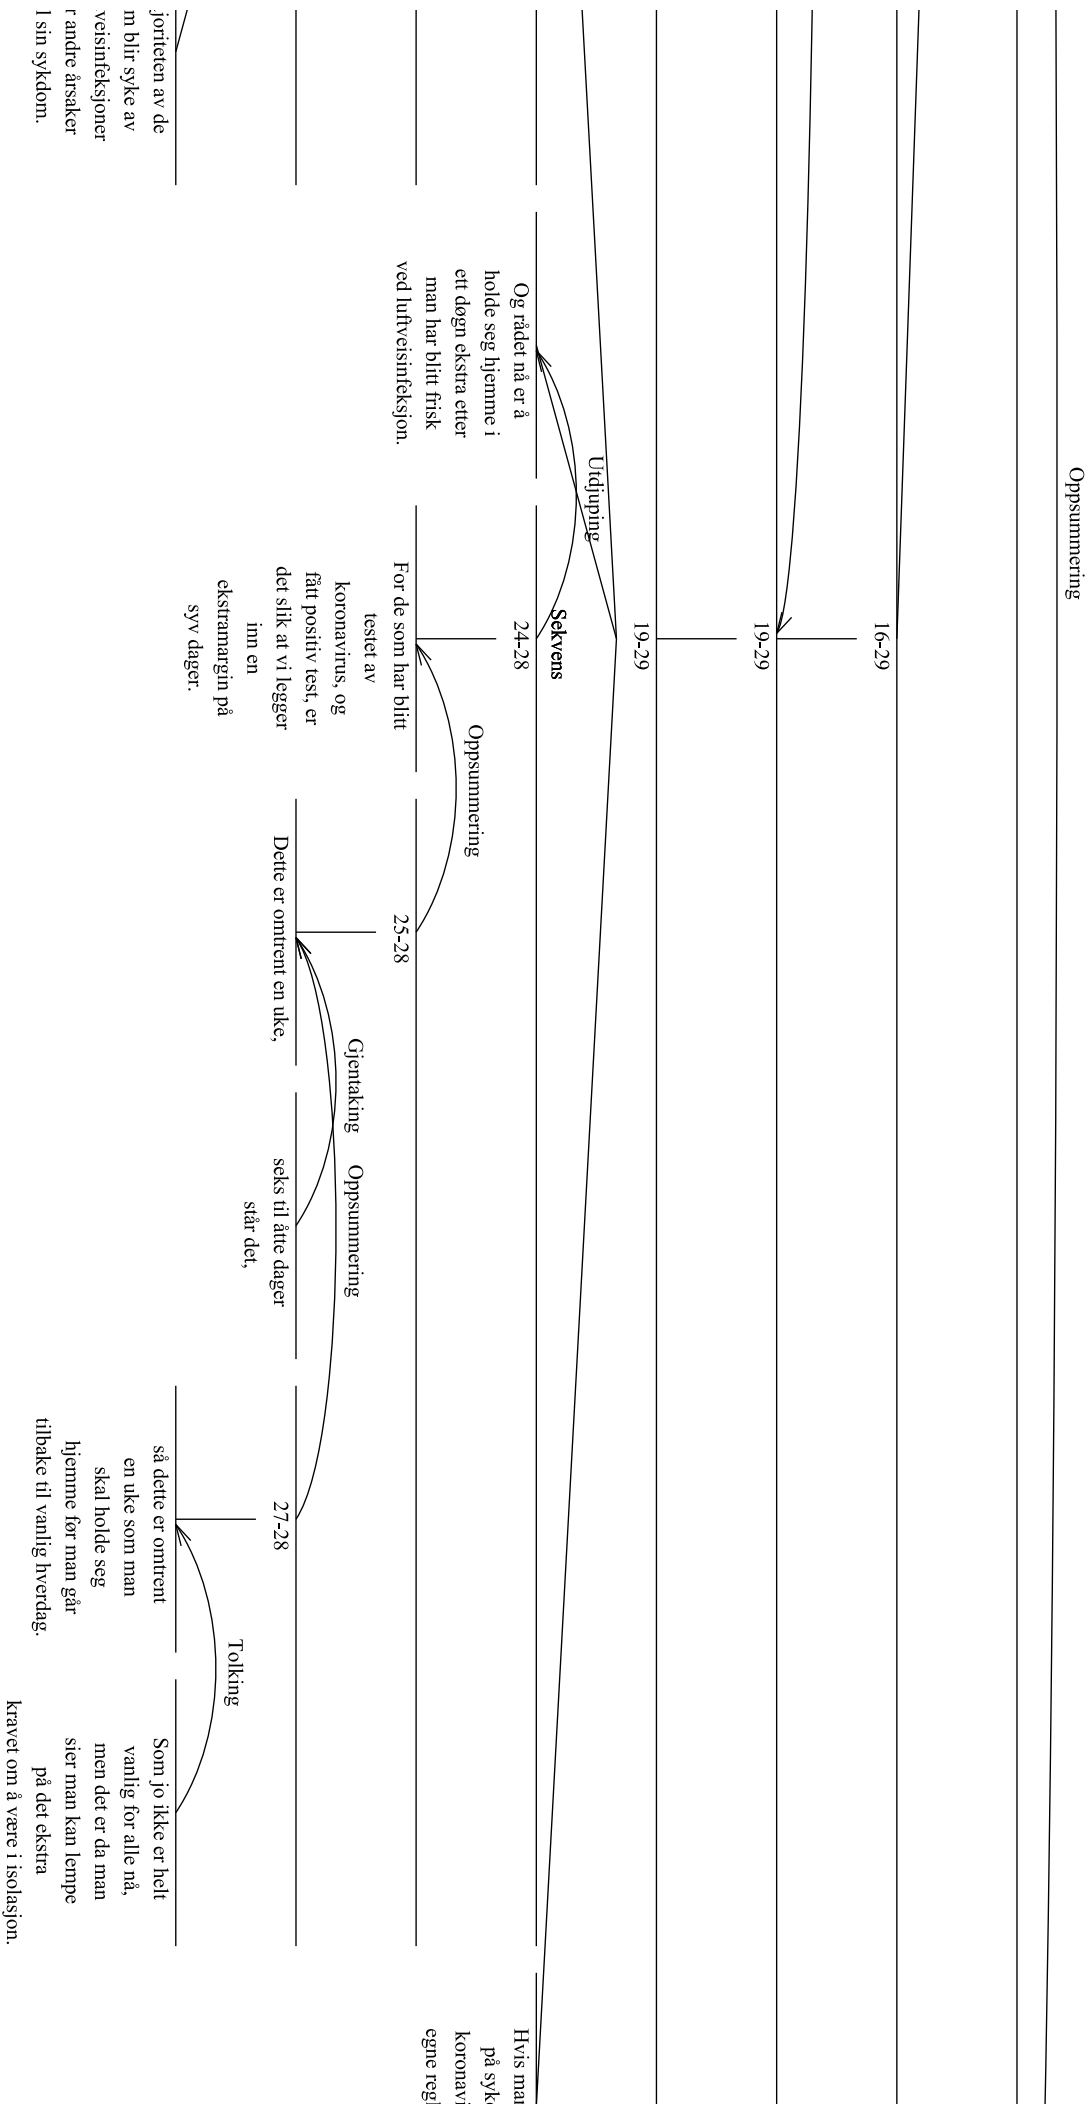 Oppsummering
16-29
19-29
19-29
Sekvens
Utdjuping
joriteten av de
m blir syke av
veisinfeksjoner
r andre årsaker
l sin sykdom.
Og rådet nå er å
holde seg hjemme i
ett døgn ekstra etter
man har blitt frisk
ved luftveisinfeksjon.
24-28
Oppsummering
For de som har blitt
testet av
koronavirus, og
fått positiv test, er
det slik at vi legger
inn en
ekstramargin på
syv dager.
25-28
Gjentaking
Oppsummering
Dette er omtrent en uke,
seks til åtte dager
står det,
27-28
Tolking
så dette er omtrent
en uke som man
skal holde seg
hjemme før man går
tilbake til vanlig hverdag.
Som jo ikke er helt
vanlig for alle nå,
men det er da man
sier man kan lempe
på det ekstra
kravet om å være i isolasjon.
Hvis mar
på syke
koronavi
egne regl